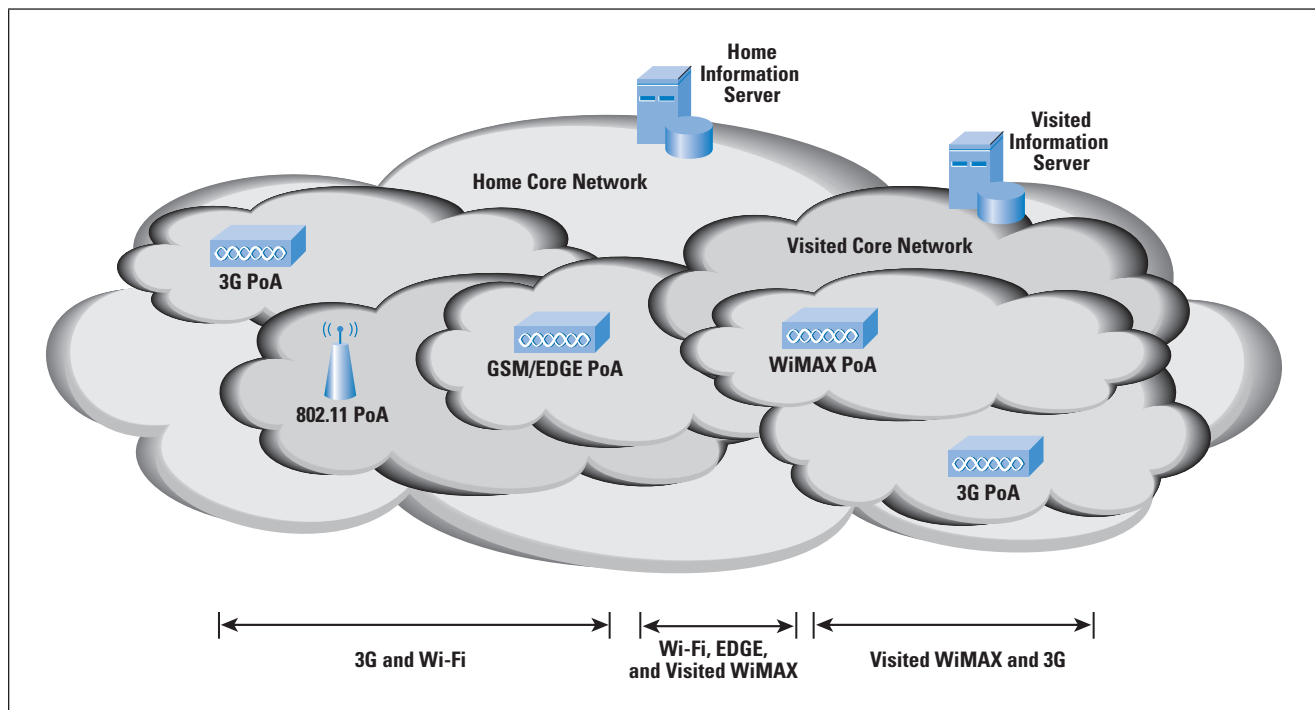 Home
Information
Server
Visited
Information
Server
Home Core Network
Visited Core Network
3G PoA
GSM/EDGE PoA
WiMAX PoA
802.11 PoA
3G PoA
3G and Wi-Fi
Wi-Fi, EDGE,
and Visited WiMAX
Visited WiMAX and 3G